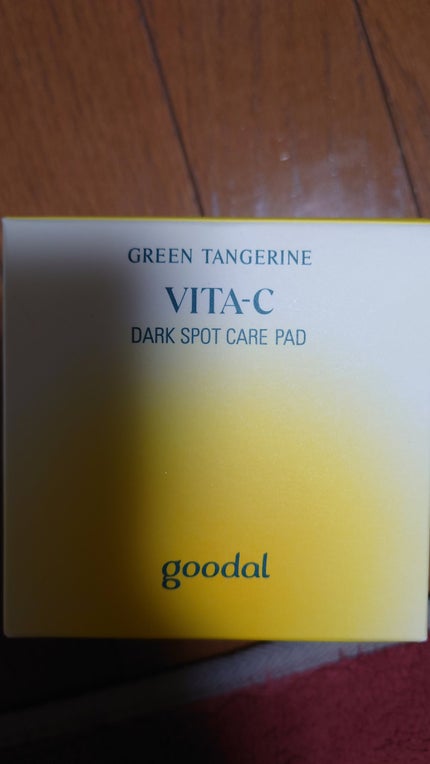 GREEN TANGERINE
VITA-C
DARK SPOT CARE PAD
goodal